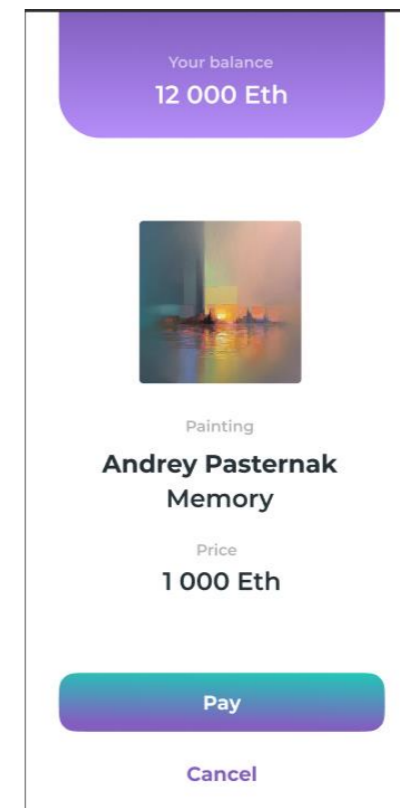 Your balance
12 000 Eth
Painting
Andrey Pasternak
Memory
Price
1 000 Eth
Pay
Cancel